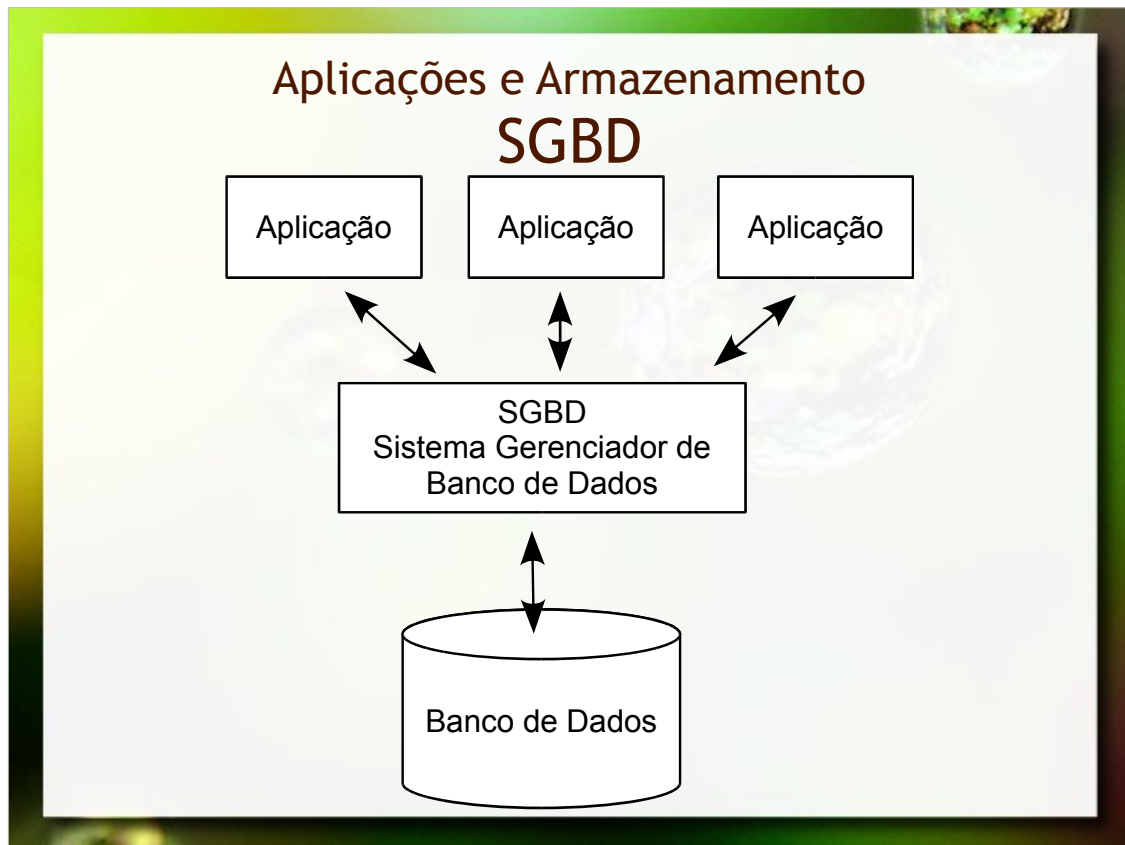 Aplicações e Armazenamento
SGBD
Aplicação
Aplicação
Aplicação
SGBD
Sistema Gerenciador de
Banco de Dados
Banco de Dados